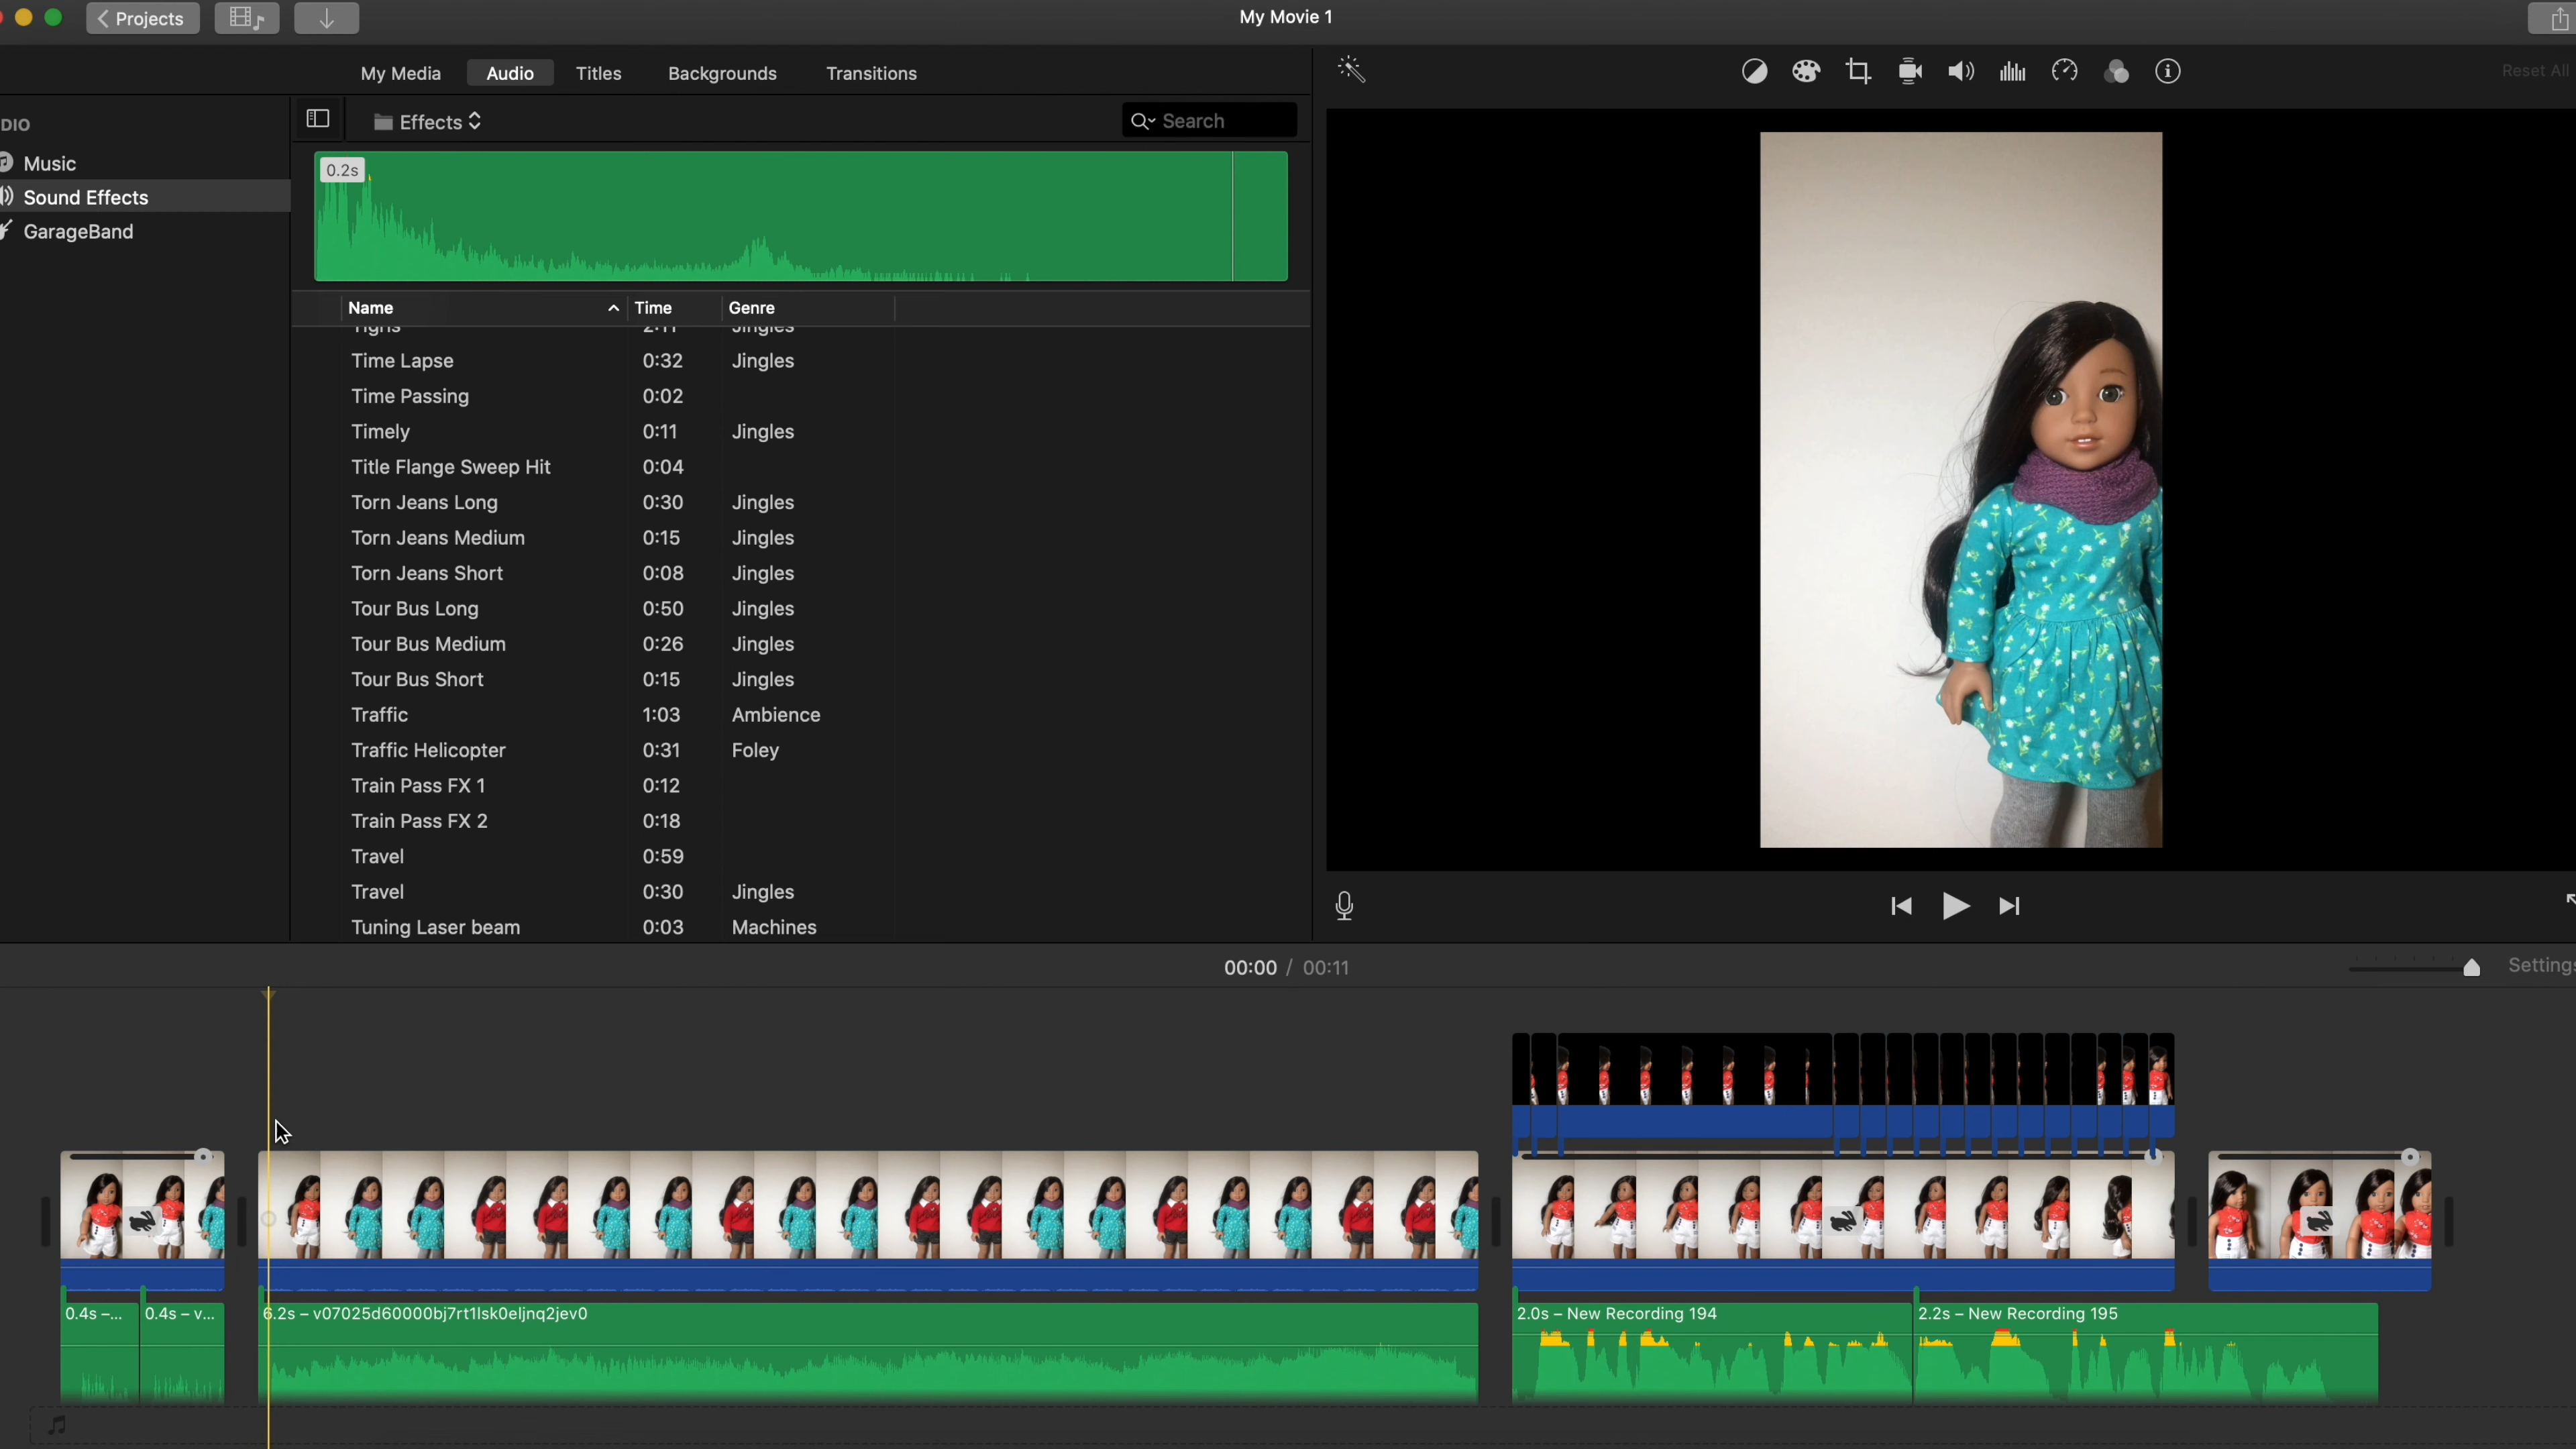 Projects
My Movie 1
My Media
Audio
Titles
Backgrounds
Transitions
Reset All
DIO
Effects
Search
Music
Sound Effects
GarageBand
0.2s
Name Time Genre
Tigris 2:11 Jingles
Time Lapse 0:32 Jingles
Time Passing 0:02
Timely 0:11 Jingles
Title Flange Sweep Hit 0:04
Torn Jeans Long 0:30 Jingles
Torn Jeans Medium 0:15 Jingles
Torn Jeans Short 0:08 Jingles
Tour Bus Long 0:50 Jingles
Tour Bus Medium 0:26 Jingles
Tour Bus Short 0:15 Jingles
Traffic 1:03 Ambience
Traffic Helicopter 0:31 Foley
Train Pass FX 1 0:12
Train Pass FX 2 0:18
Travel 0:59
Travel 0:30 Jingles
Tuning Laser beam 0:03 Machines
00:00 / 00:11
Settings
0.4s –...
0.4s – v...
6.2s – v07025d60000bj7rt1lsk0eljnq2jev0
2.0s – New Recording 194
2.2s – New Recording 195